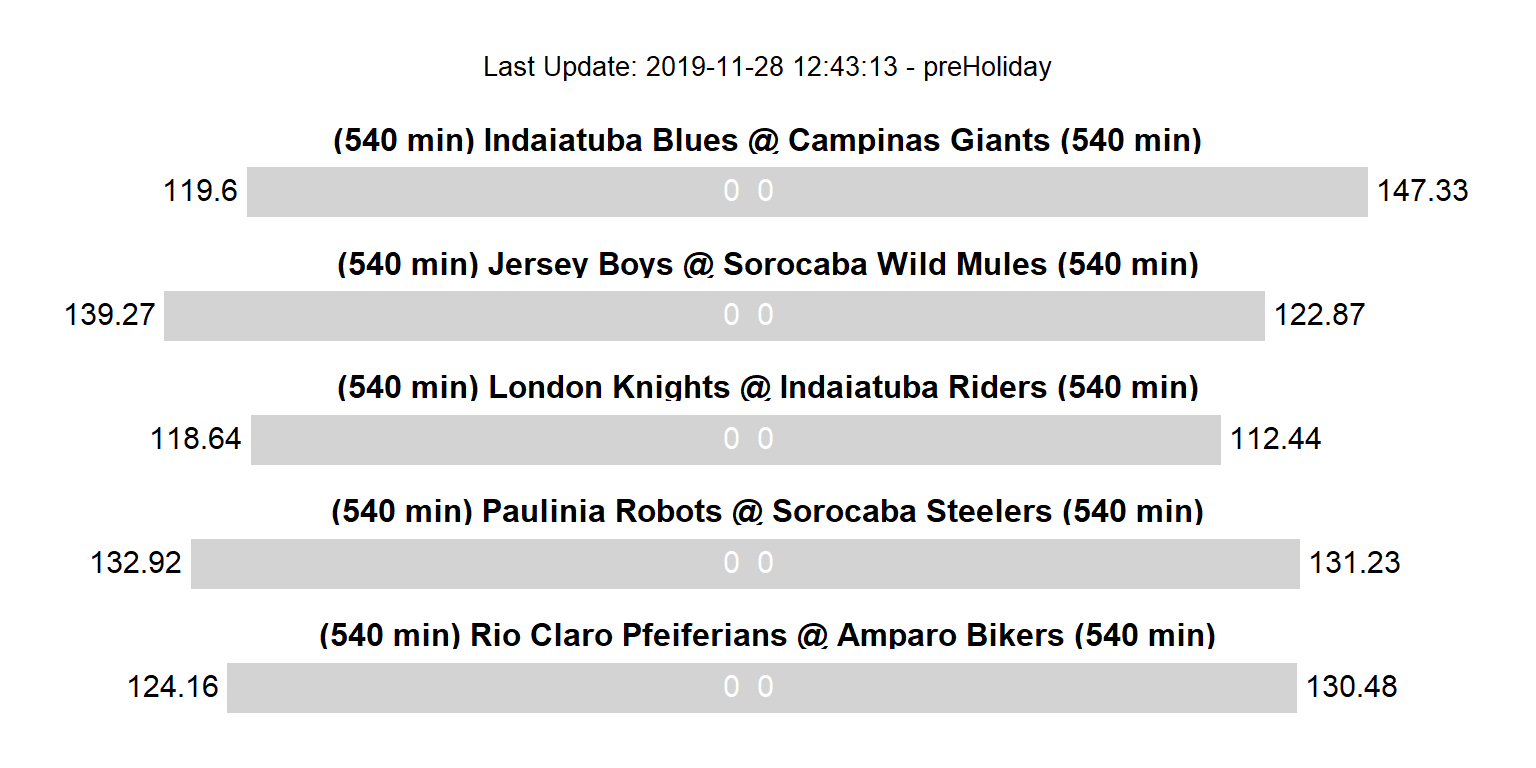 Last Update: 2019-11-28 12:43:13 - preHoliday
(540 min) Indaiatuba Blues @ Campinas Giants (540 min)
119.6 0 0 147.33
(540 min) Jersey Boys @ Sorocaba Wild Mules (540 min)
139.27 0 0 122.87
(540 min) London Knights @ Indaiatuba Riders (540 min)
118.64 0 0 112.44
(540 min) Paulinia Robots @ Sorocaba Steelers (540 min)
132.92 0 0 131.23
(540 min) Rio Claro Pfeiferians @ Amparo Bikers (540 min)
124.16 0 0 130.48